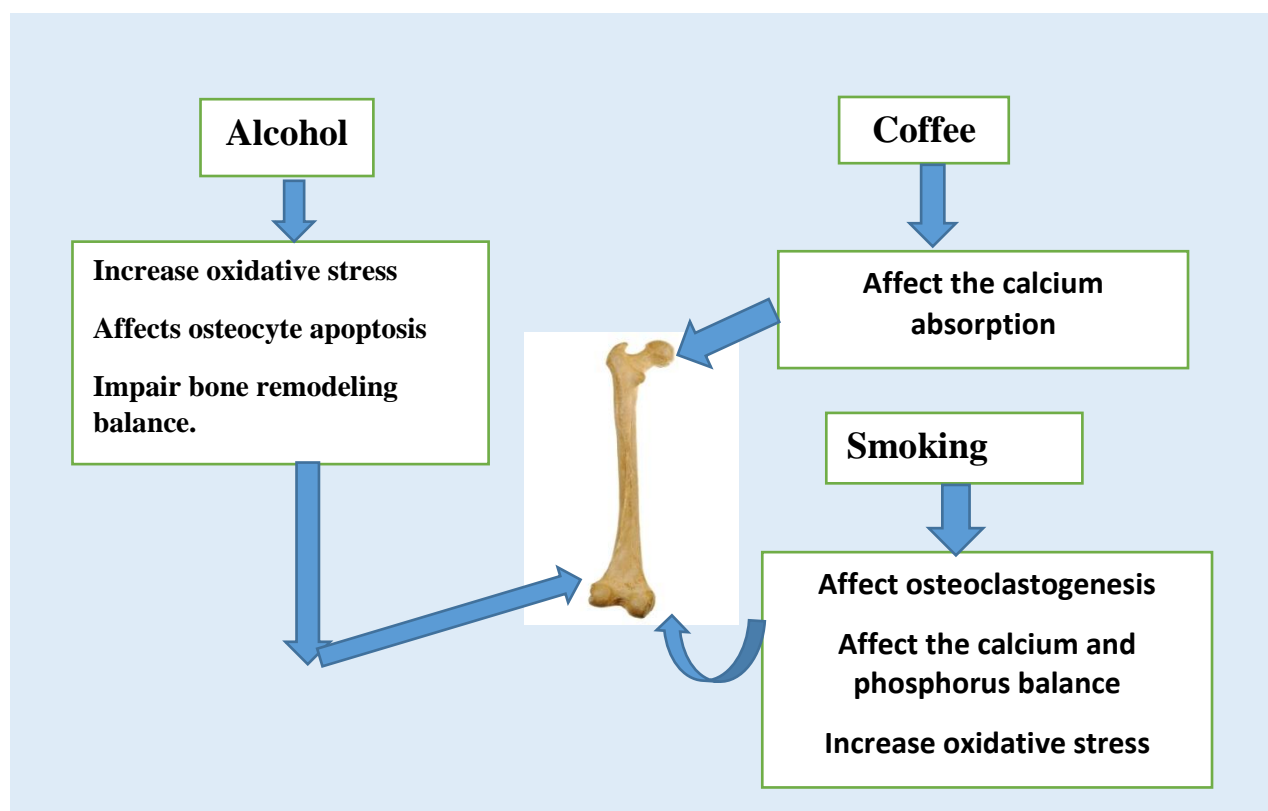 Alcohol
Increase oxidative stress
Affects osteocyte apoptosis
Impair bone remodeling
balance.
Coffee
Affect the calcium
absorption
Smoking
Affect osteoclastogenesis
Affect the calcium and
phosphorus balance
Increase oxidative stress